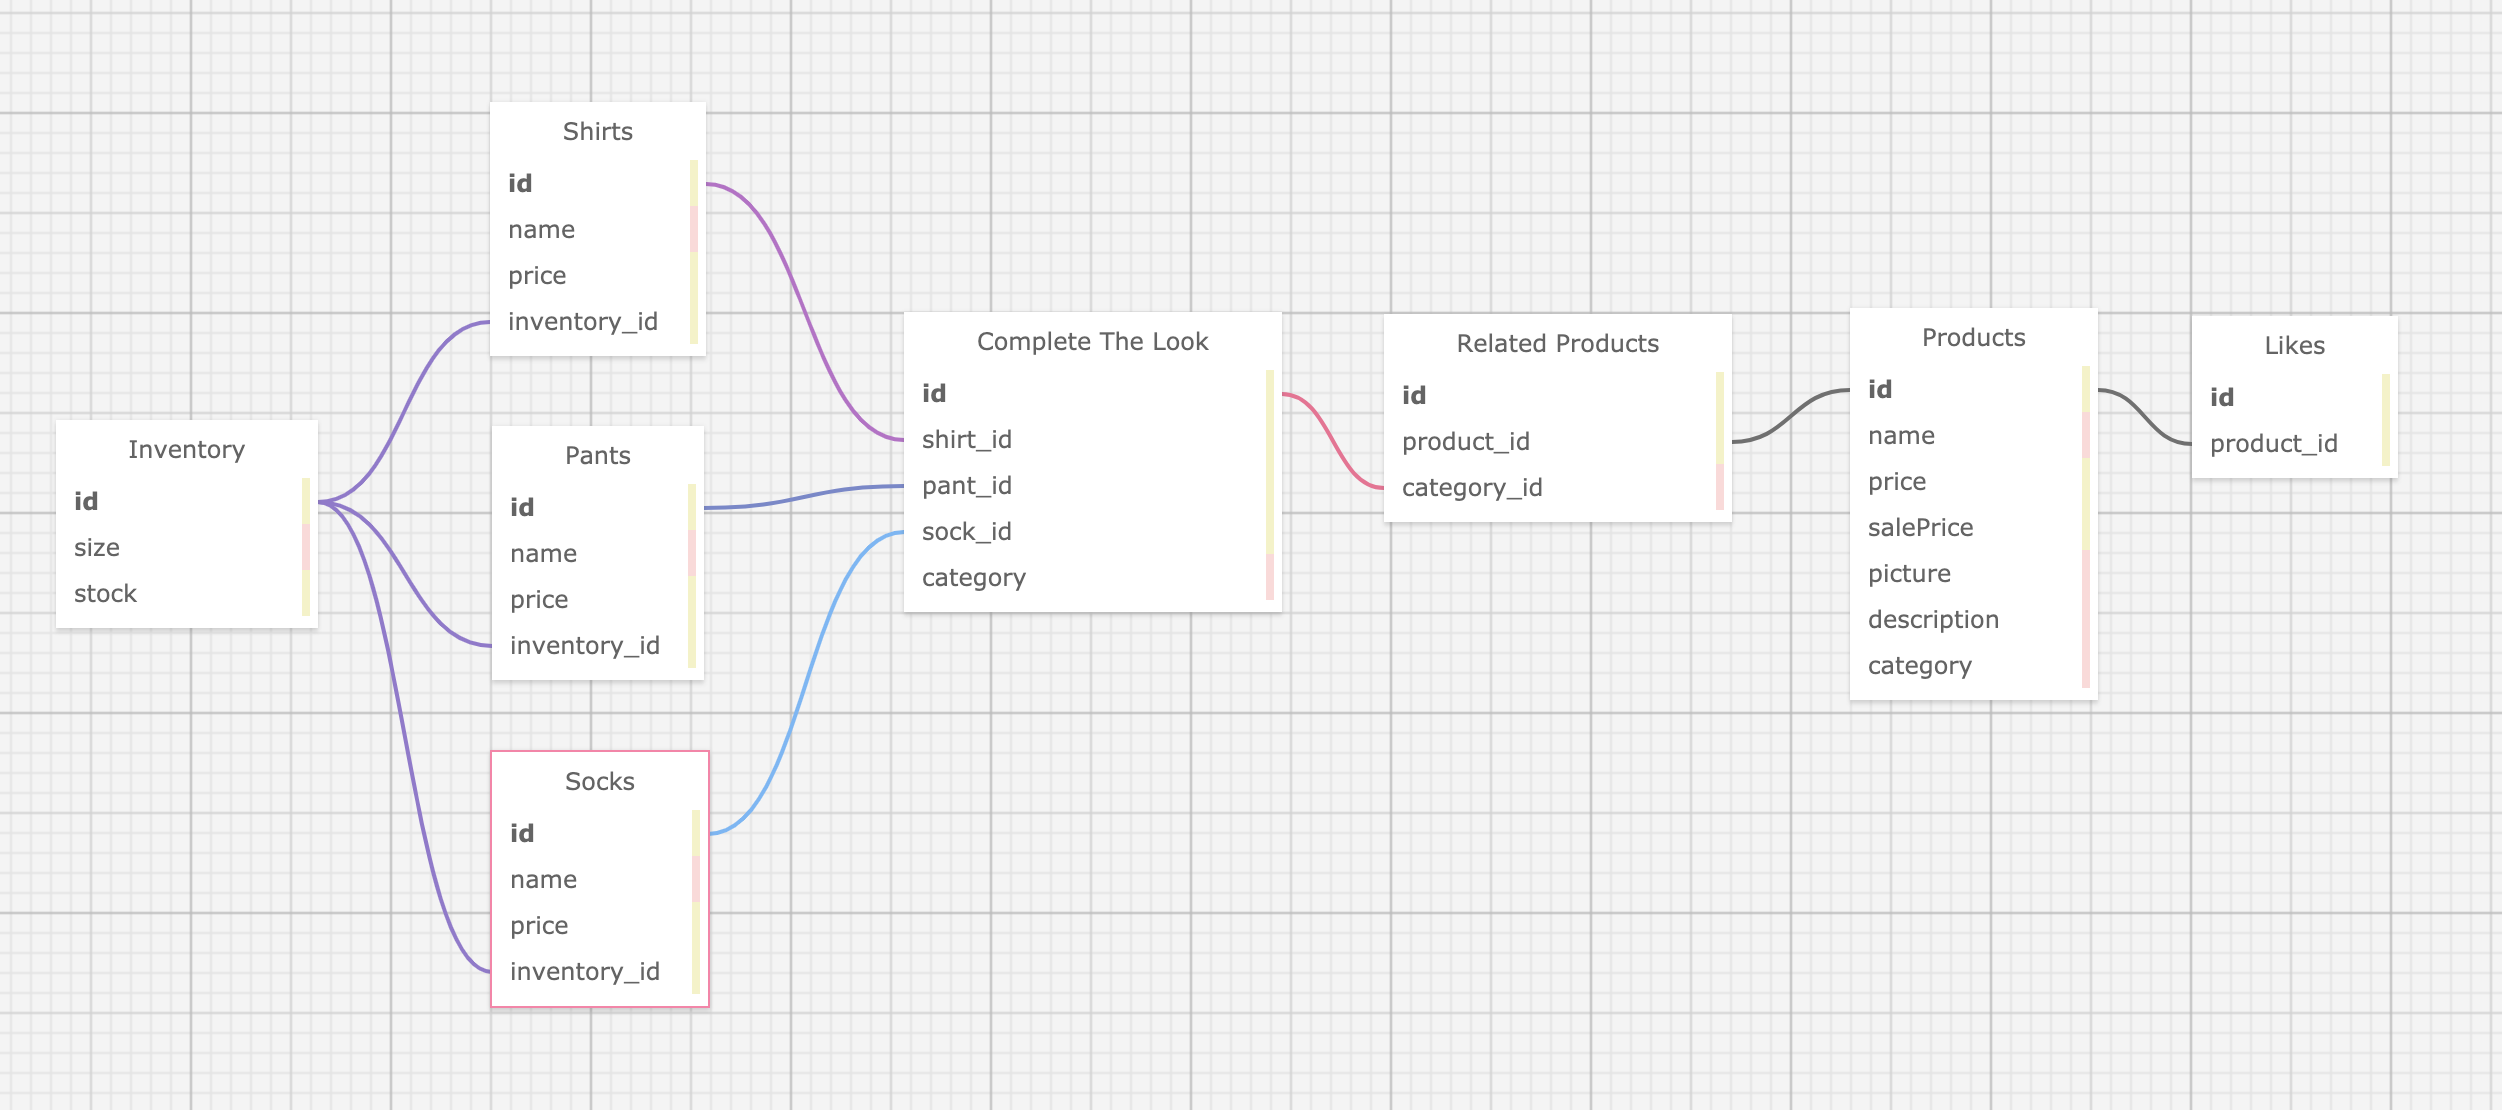 Shirts
id
name
price
inventory_id
Inventory
id
size
stock
Pants
id
name
price
inventory_id
Socks
id
name
price
inventory_id
Complete The Look
id
shirt_id
pant_id
sock_id
category
Related Products
id
product_id
category_id
Products
id
name
price
salePrice
picture
description
category
Likes
id
product_id